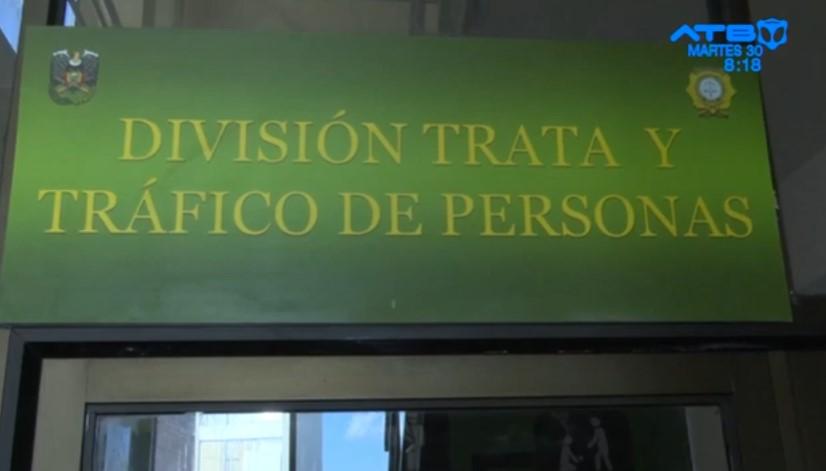 ATB
MARTES 30
8:18
DIVISIÓN TRATA Y
TRÁFICO DE PERSONAS